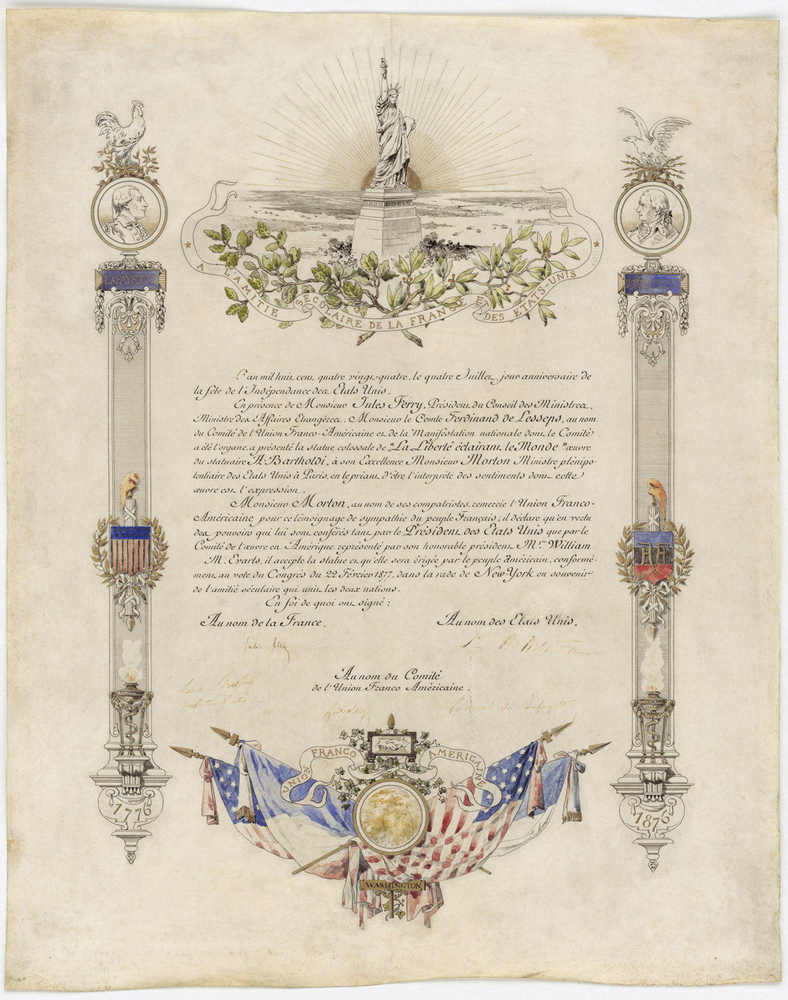 LAFAYETTE
ROCHAMBEAU
A L'AMITIE SECULAIRE DE LA FRANCE ET DES ETATS-UNIS
L'an mil huit cent quatre vingt-quatre, le quatre Juillet, jour anniversaire de
la fête de l'Indépendance des Etats Unis.
En présence de Monsieur Jules Ferry, Président du Conseil des Ministres,
Ministre des Affaires Etrangères. Monsieur le Comte Ferdinand de Lesseps, au nom
du Comité de l'Union Franco-Américaine et de la Manifestation nationale dont le Comité
a été l'organe, a présenté la statue colossale de "La Liberté éclairant le Monde" œuvre
du statuaire A. Bartholdi, à son Excellence Monsieur Morton Ministre plénipo-
tentiaire des Etats Unis à Paris, en le priant d'être l'interprète des sentiments dont cette
œuvre est l'expression.
Monsieur Morton, au nom de ses compatriotes, remercie l'Union Franco-
Américaine pour ce témoignage de sympathie du peuple Français; il déclare qu'en vertu
des pouvoirs qui lui sont conférés tant par le Président des Etats Unis que par le
Comité de l'œuvre en Amérique représenté par son honorable président Mr. William
M. Evarts, il accepte la statue et qu'elle sera érigée par le peuple américain, conformé-
ment au vote du Congrès du 22 Février 1877, dans la rade de New-York en souvenir
de l'amitié séculaire qui unit les deux nations.
En foi de quoi ont signé:
Au nom de la France,
Au nom des Etats Unis.
Jules Ferry
L. P. Morton
Au nom du Comité
de l'Union Franco Américaine.
Edmond de Lafayette
UNION FRANCO AMERICAINE
WASHINGTON
AF
1776
1876